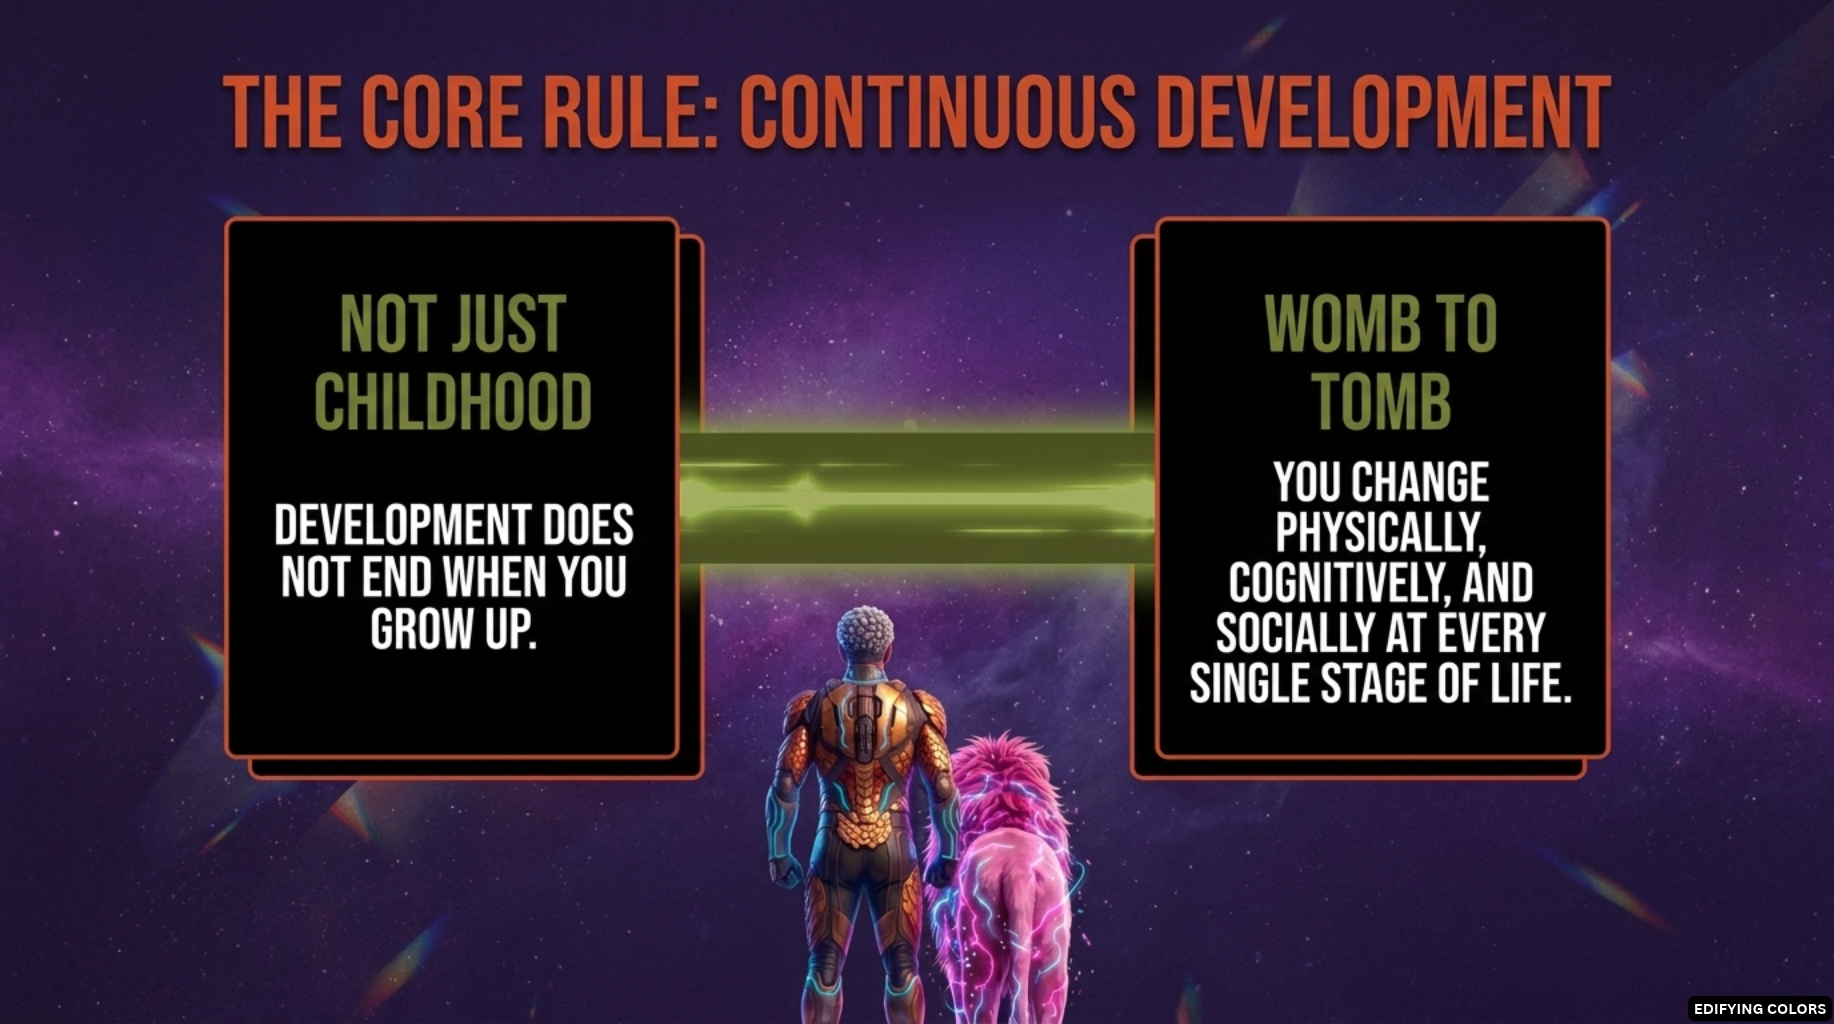 THE CORE RULE: CONTINUOUS DEVELOPMENT
NOT JUST
CHILDHOOD
DEVELOPMENT DOES
NOT END WHEN YOU
GROW UP.
WOMB TO
TOMB
YOU CHANGE
PHYSICALLY,
COGNITIVELY, AND
SOCIALLY AT EVERY
SINGLE STAGE OF LIFE.
EDIFYING COLORS